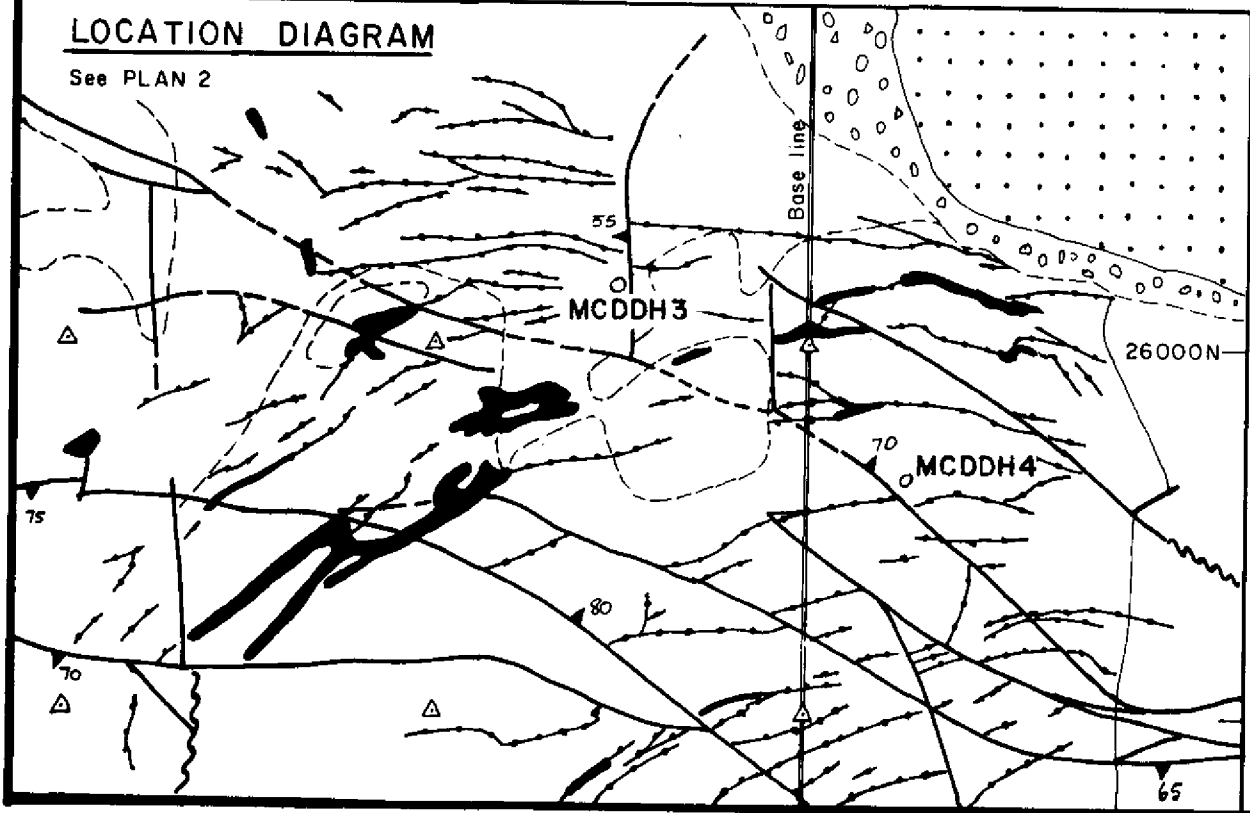 LOCATION DIAGRAM
See PLAN 2
Base line
55
MCDDH3
26000N
70
MCDDH4
75
80
70
65